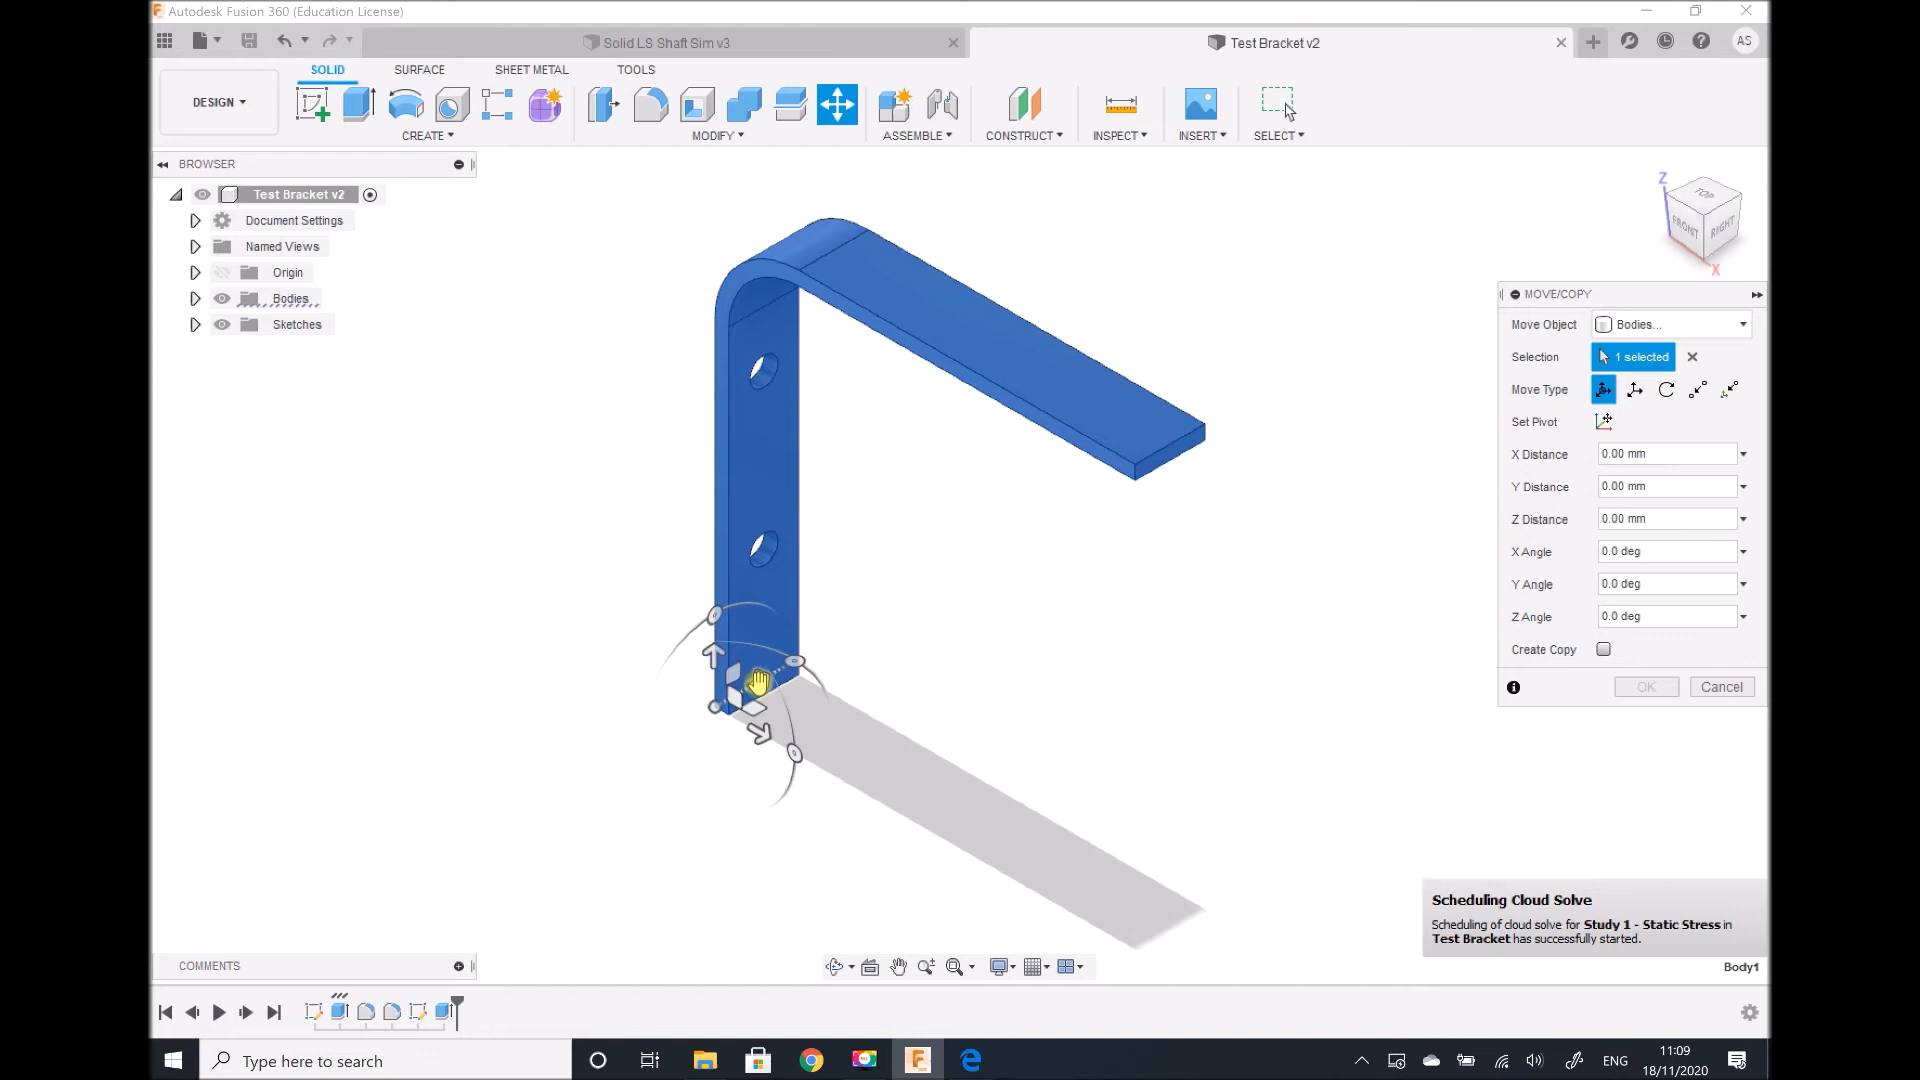 Autodesk Fusion 360 (Education License)
Solid LS Shaft Sim v3
Test Bracket v2
AS
SOLID
SURFACE
SHEET METAL
TOOLS
DESIGN
CREATE
MODIFY
ASSEMBLE
CONSTRUCT
INSPECT
INSERT
SELECT
BROWSER
Test Bracket v2
Document Settings
Named Views
Origin
Bodies
Sketches
Z
TOP
FRONT
RIGHT
X
MOVE/COPY
Move Object Bodies...
Selection 1 selected
Move Type
Set Pivot
X Distance 0.00 mm
Y Distance 0.00 mm
Z Distance 0.00 mm
X Angle 0.0 deg
Y Angle 0.0 deg
Z Angle 0.0 deg
Create Copy
OK Cancel
Scheduling Cloud Solve
Scheduling of cloud solve for Study 1 - Static Stress in
Test Bracket has successfully started.
Body1
COMMENTS
Type here to search
ENG
11:09
18/11/2020